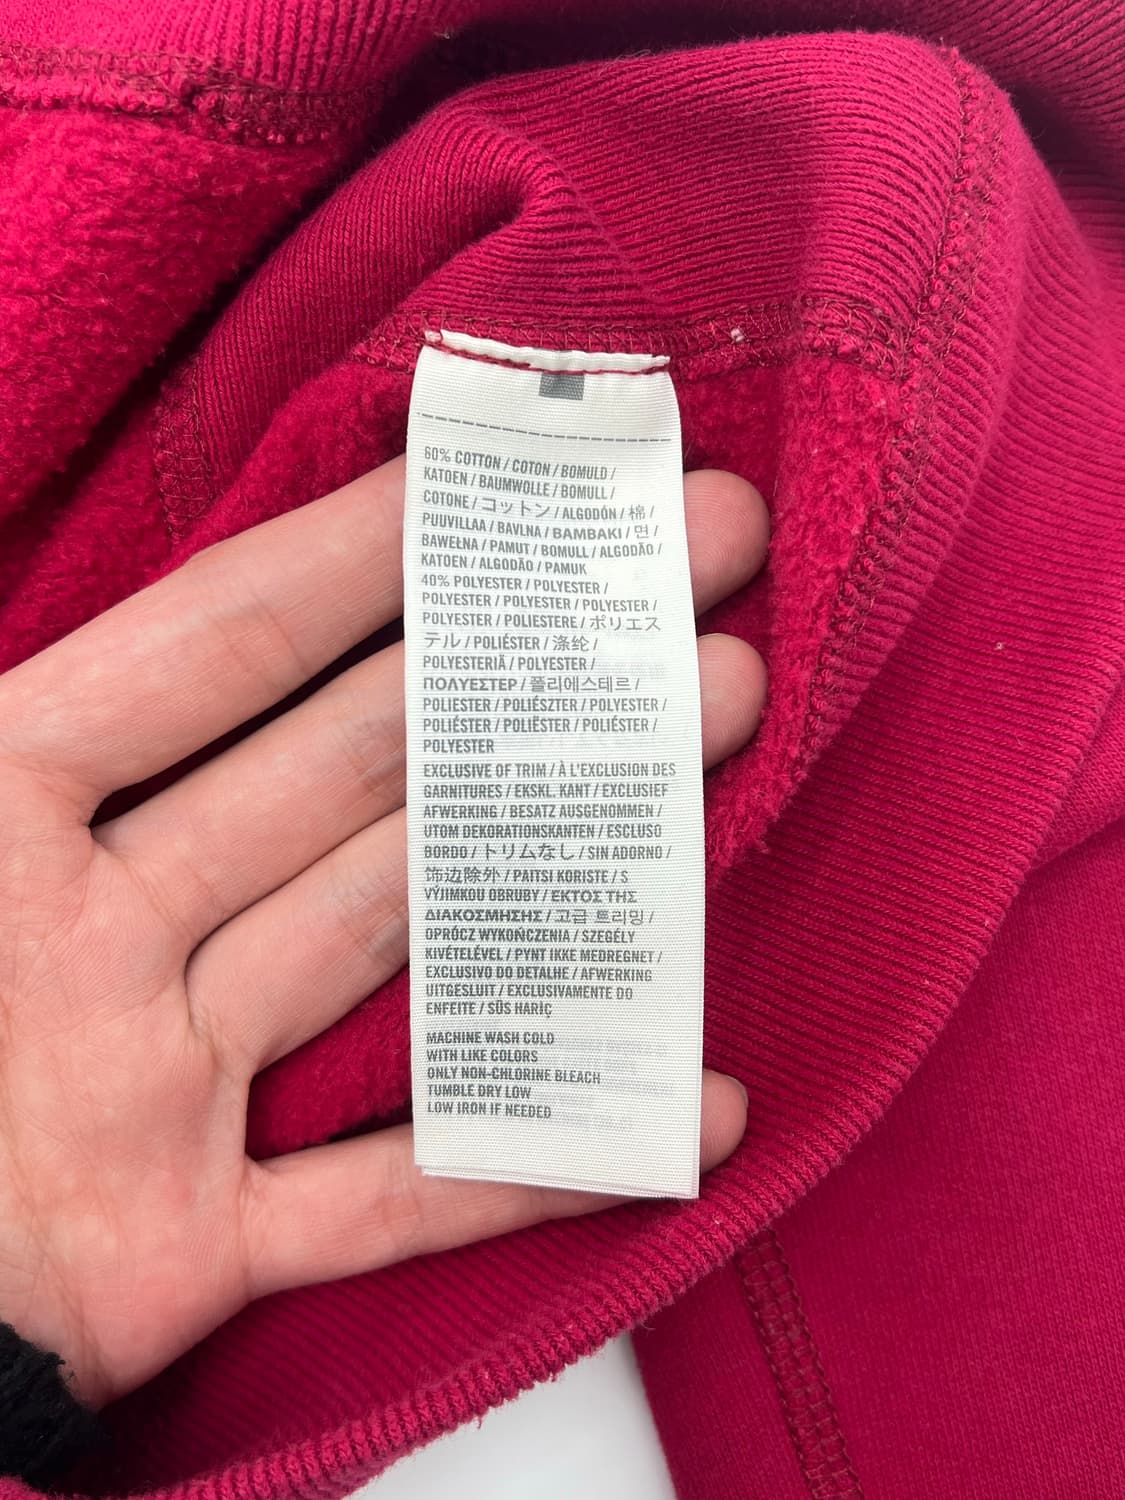 60% COTTON / COTON / BOMULD /
KATOEN / BAUMWOLLE / BOMULL /
COTONE / コットン / ALGODÓN / 棉 /
PUUVILLAA / BAVLNA / BAMBAKI / 면 /
BAWEŁNA / PAMUT / BOMULL / ALGODÃO /
KATOEN / ALGODÃO / PAMUK
40% POLYESTER / POLYESTER /
POLYESTER / POLYESTER / POLYESTER /
POLYESTER / POLIESTERE / ポリエス
テル / POLIÉSTER / 涤纶 /
POLYESTERIÄ / POLYESTER /
ΠΟΛΥΕΣΤΕΡ / 폴리에스테르 /
POLIESTER / POLIÉSZTER / POLYESTER /
POLIÉSTER / POLIËSTER / POLIÉSTER /
POLYESTER
EXCLUSIVE OF TRIM / À L'EXCLUSION DES
GARNITURES / EKSKL. KANT / EXCLUSIEF
AFWERKING / BESATZ AUSGENOMMEN /
UTOM DEKORATIONSKANTEN / ESCLUSO
BORDO / トリムなし / SIN ADORNO /
饰边除外 / PAITSI KORISTE / S
VÝJIMKOU OBRUBY / ΕΚΤΟΣ ΤΗΣ
ΔΙΑΚΟΣΜΗΣΗΣ / 고급 트리밍 /
OPRÓCZ WYKOŃCZENIA / SZEGÉLY
KIVÉTELÉVEL / PYNT IKKE MEDREGNET /
EXCLUSIVO DO DETALHE / AFWERKING
UITGESLUIT / EXCLUSIVAMENTE DO
ENFEITE / SÜS HARİÇ
MACHINE WASH COLD
WITH LIKE COLORS
ONLY NON-CHLORINE BLEACH
TUMBLE DRY LOW
LOW IRON IF NEEDED